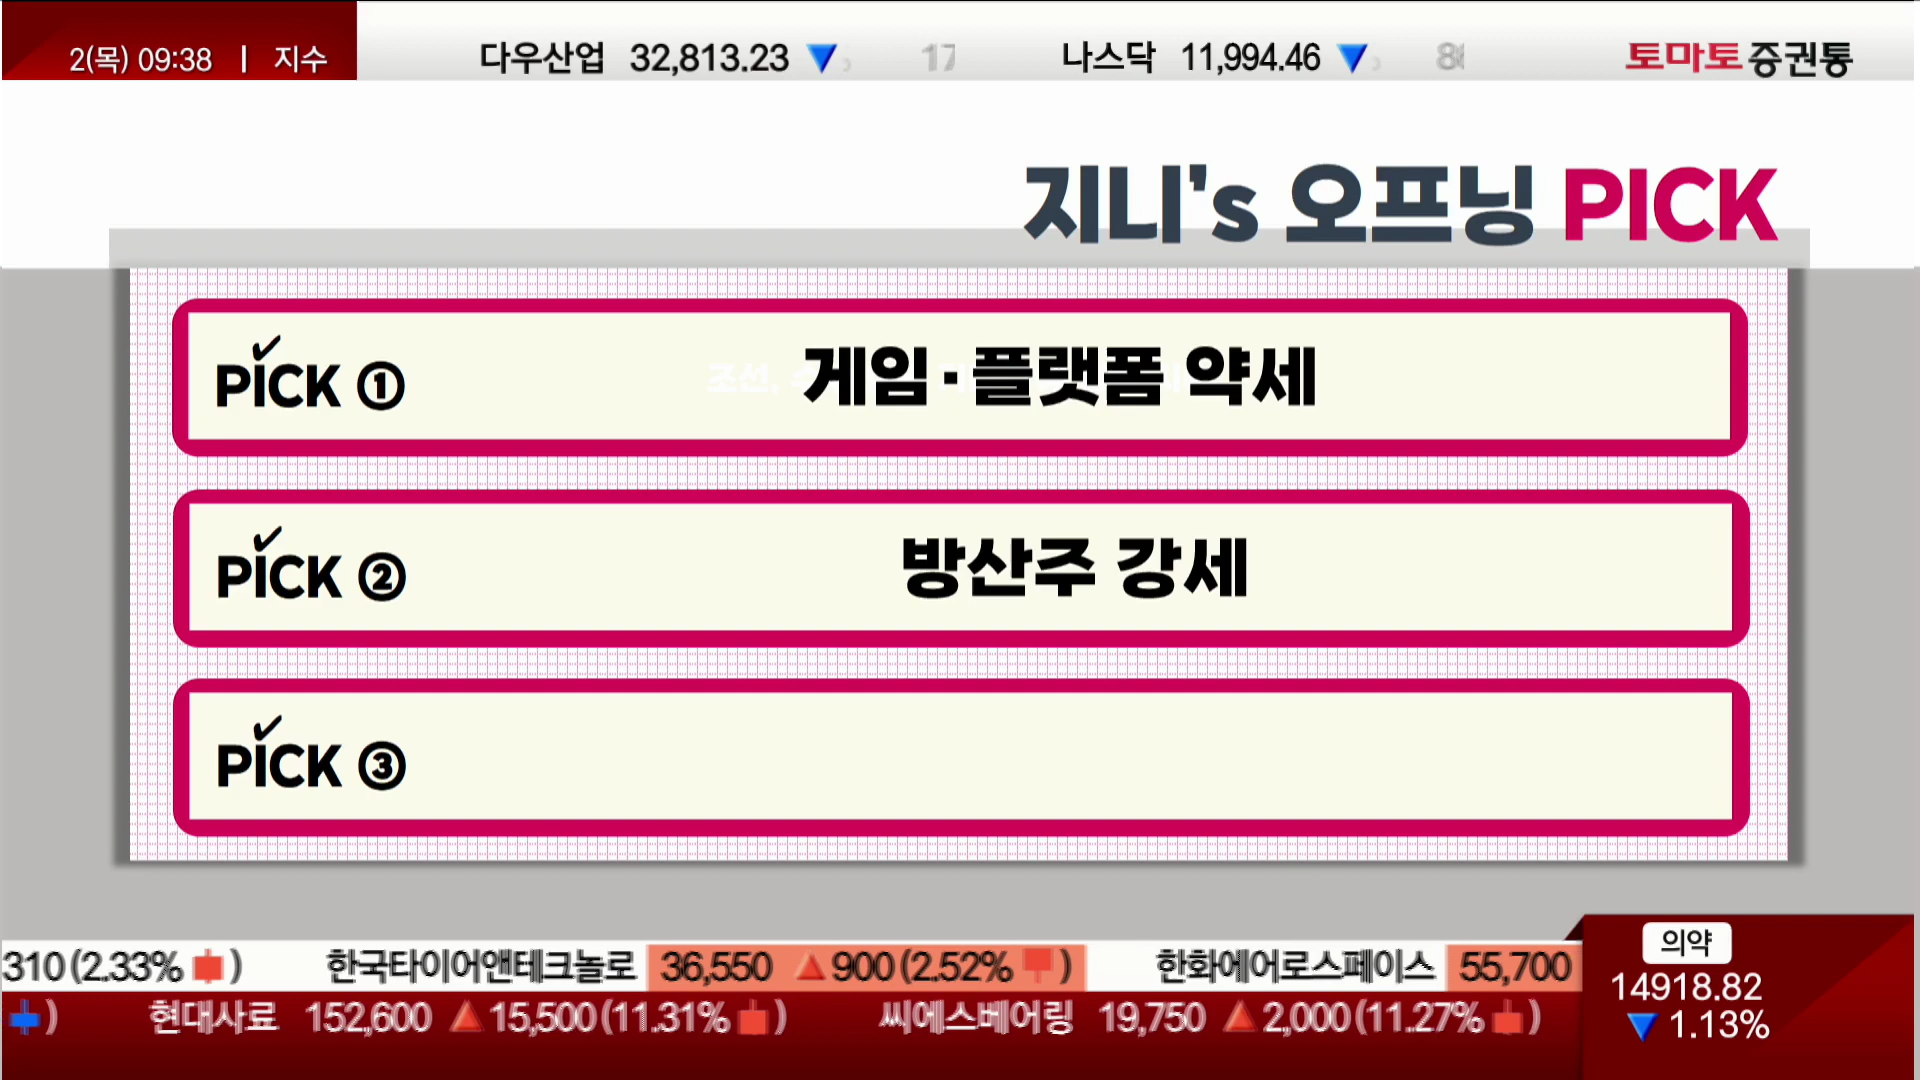 2(목) 09:38 | 지수 다우산업 32,813.23 ▼ 나스닥 11,994.46 ▼ 토마토증권통
지니's 오프닝 PICK
PICK ① 게임·플랫폼 약세
PICK ② 방산주 강세
PICK ③
310(2.33% ) 한국타이어앤테크놀로 36,550 ▲900(2.52% ) 한화에어로스페이스 55,700
) 현대사료 152,600 ▲15,500(11.31% ) 씨에스베어링 19,750 ▲2,000(11.27% )
의약
14918.82
▼ 1.13%